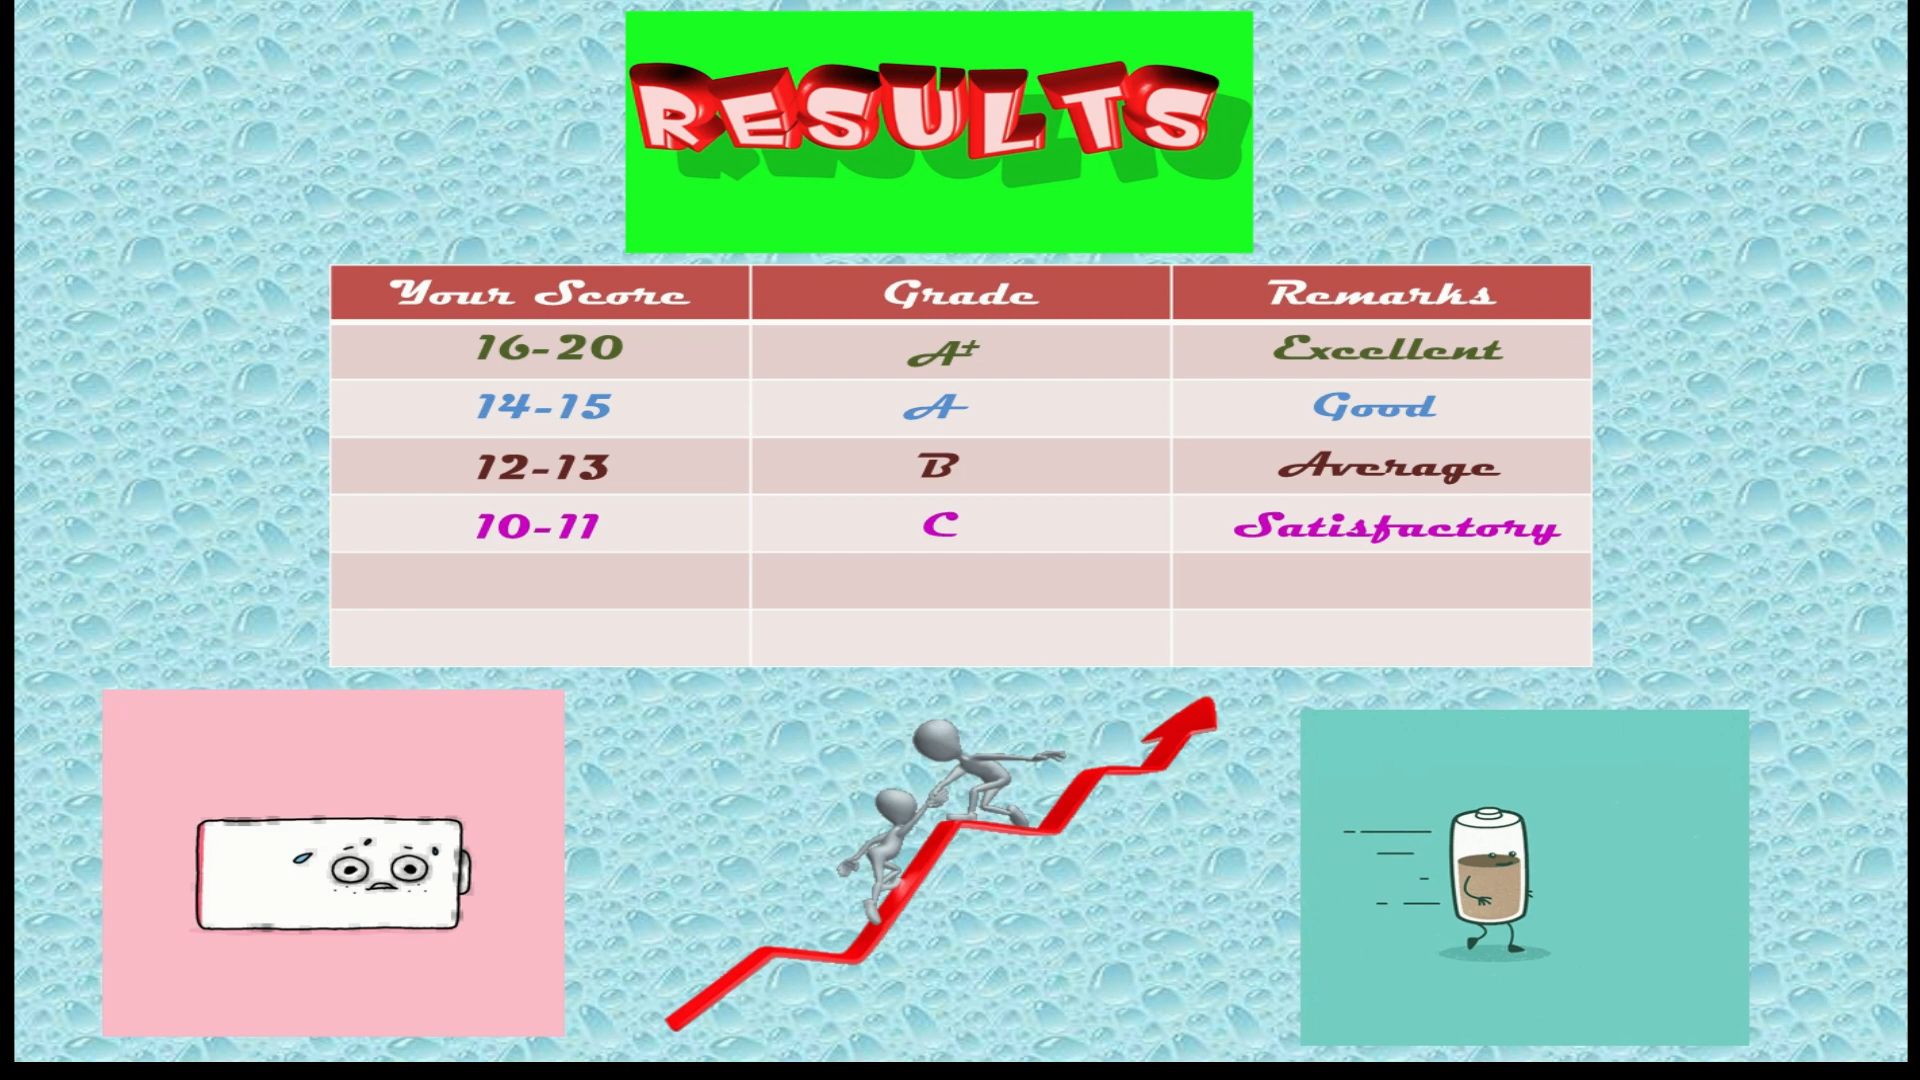 RESULTS
Your Score Grade Remarks
16-20 A+ Excellent
14-15 A Good
12-13 B Average
10-11 C Satisfactory